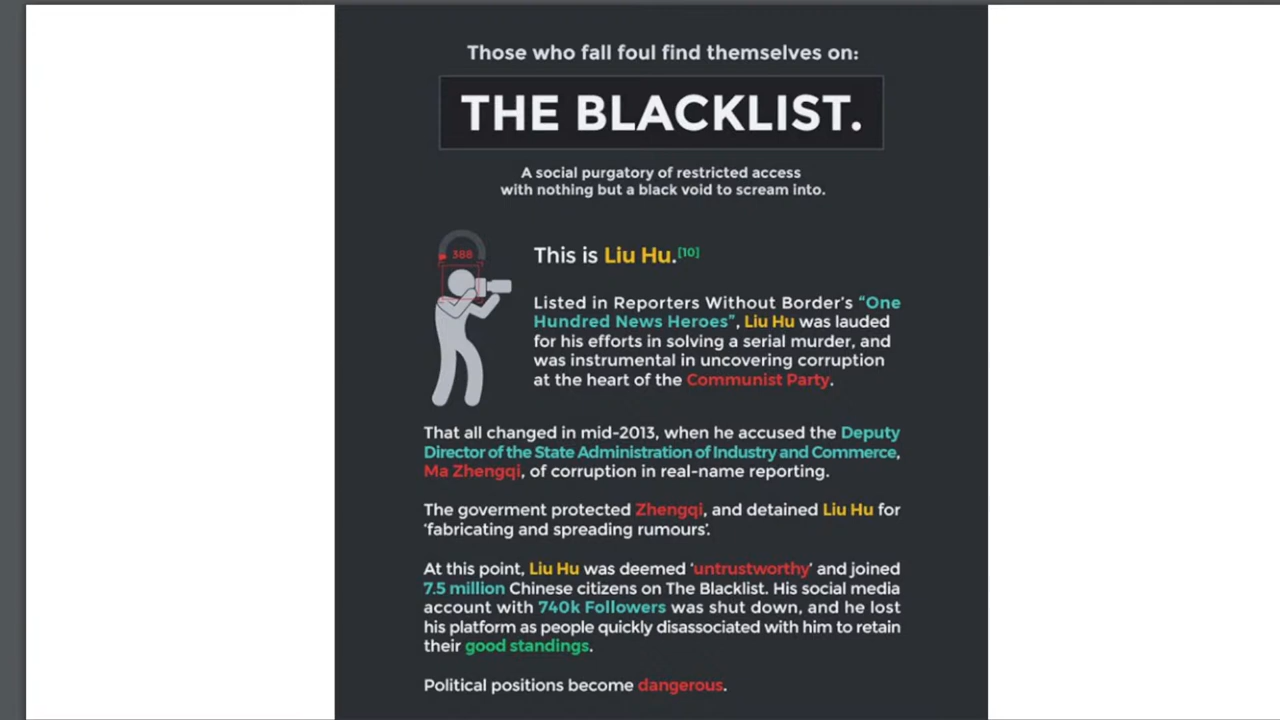 Those who fall foul find themselves on:
THE BLACKLIST.
A social purgatory of restricted access
with nothing but a black void to scream into.
388
This is Liu Hu.[10]
Listed in Reporters Without Border's “One
Hundred News Heroes”, Liu Hu was lauded
for his efforts in solving a serial murder, and
was instrumental in uncovering corruption
at the heart of the Communist Party.
That all changed in mid-2013, when he accused the Deputy
Director of the State Administration of Industry and Commerce,
Ma Zhengqi, of corruption in real-name reporting.
The goverment protected Zhengqi, and detained Liu Hu for
‘fabricating and spreading rumours’.
At this point, Liu Hu was deemed ‘untrustworthy’ and joined
7.5 million Chinese citizens on The Blacklist. His social media
account with 740k Followers was shut down, and he lost
his platform as people quickly disassociated with him to retain
their good standings.
Political positions become dangerous.